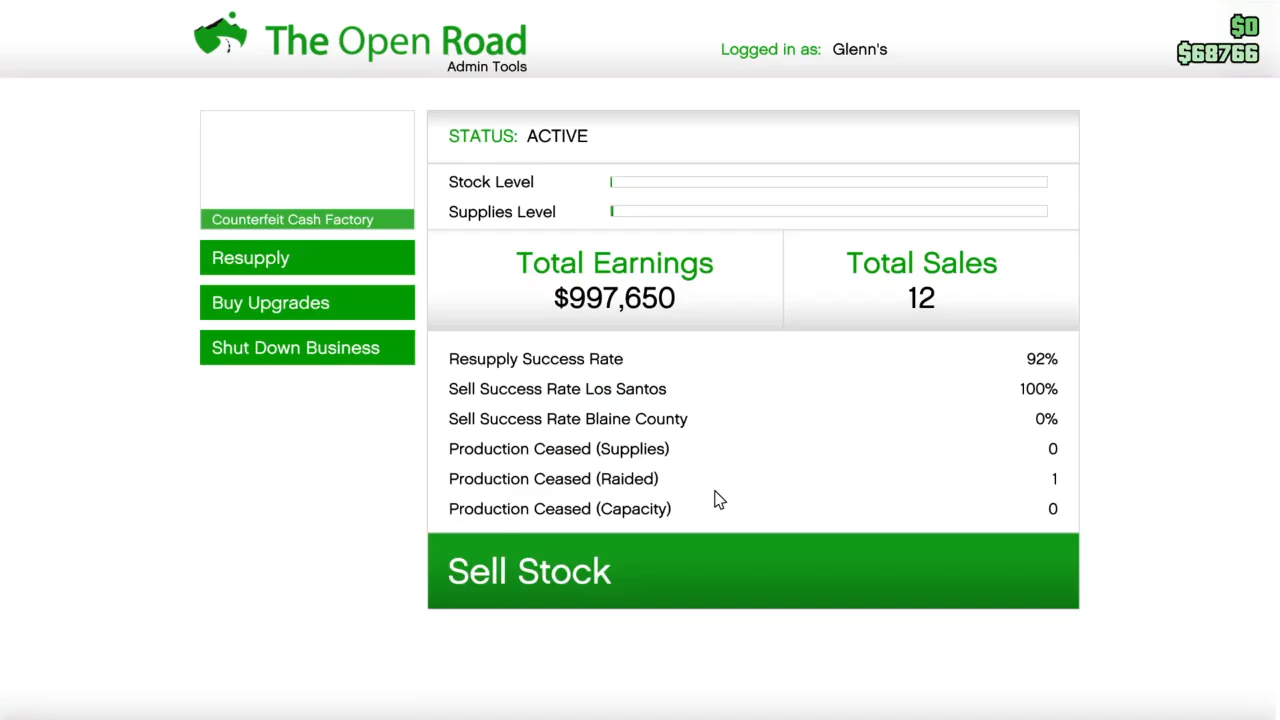 The Open Road
Admin Tools
Logged in as: Glenn's
$0
$68766
Counterfeit Cash Factory
Resupply
Buy Upgrades
Shut Down Business
STATUS: ACTIVE
Stock Level
Supplies Level
Total Earnings
$997,650
Total Sales
12
Resupply Success Rate 92%
Sell Success Rate Los Santos 100%
Sell Success Rate Blaine County 0%
Production Ceased (Supplies) 0
Production Ceased (Raided) 1
Production Ceased (Capacity) 0
Sell Stock